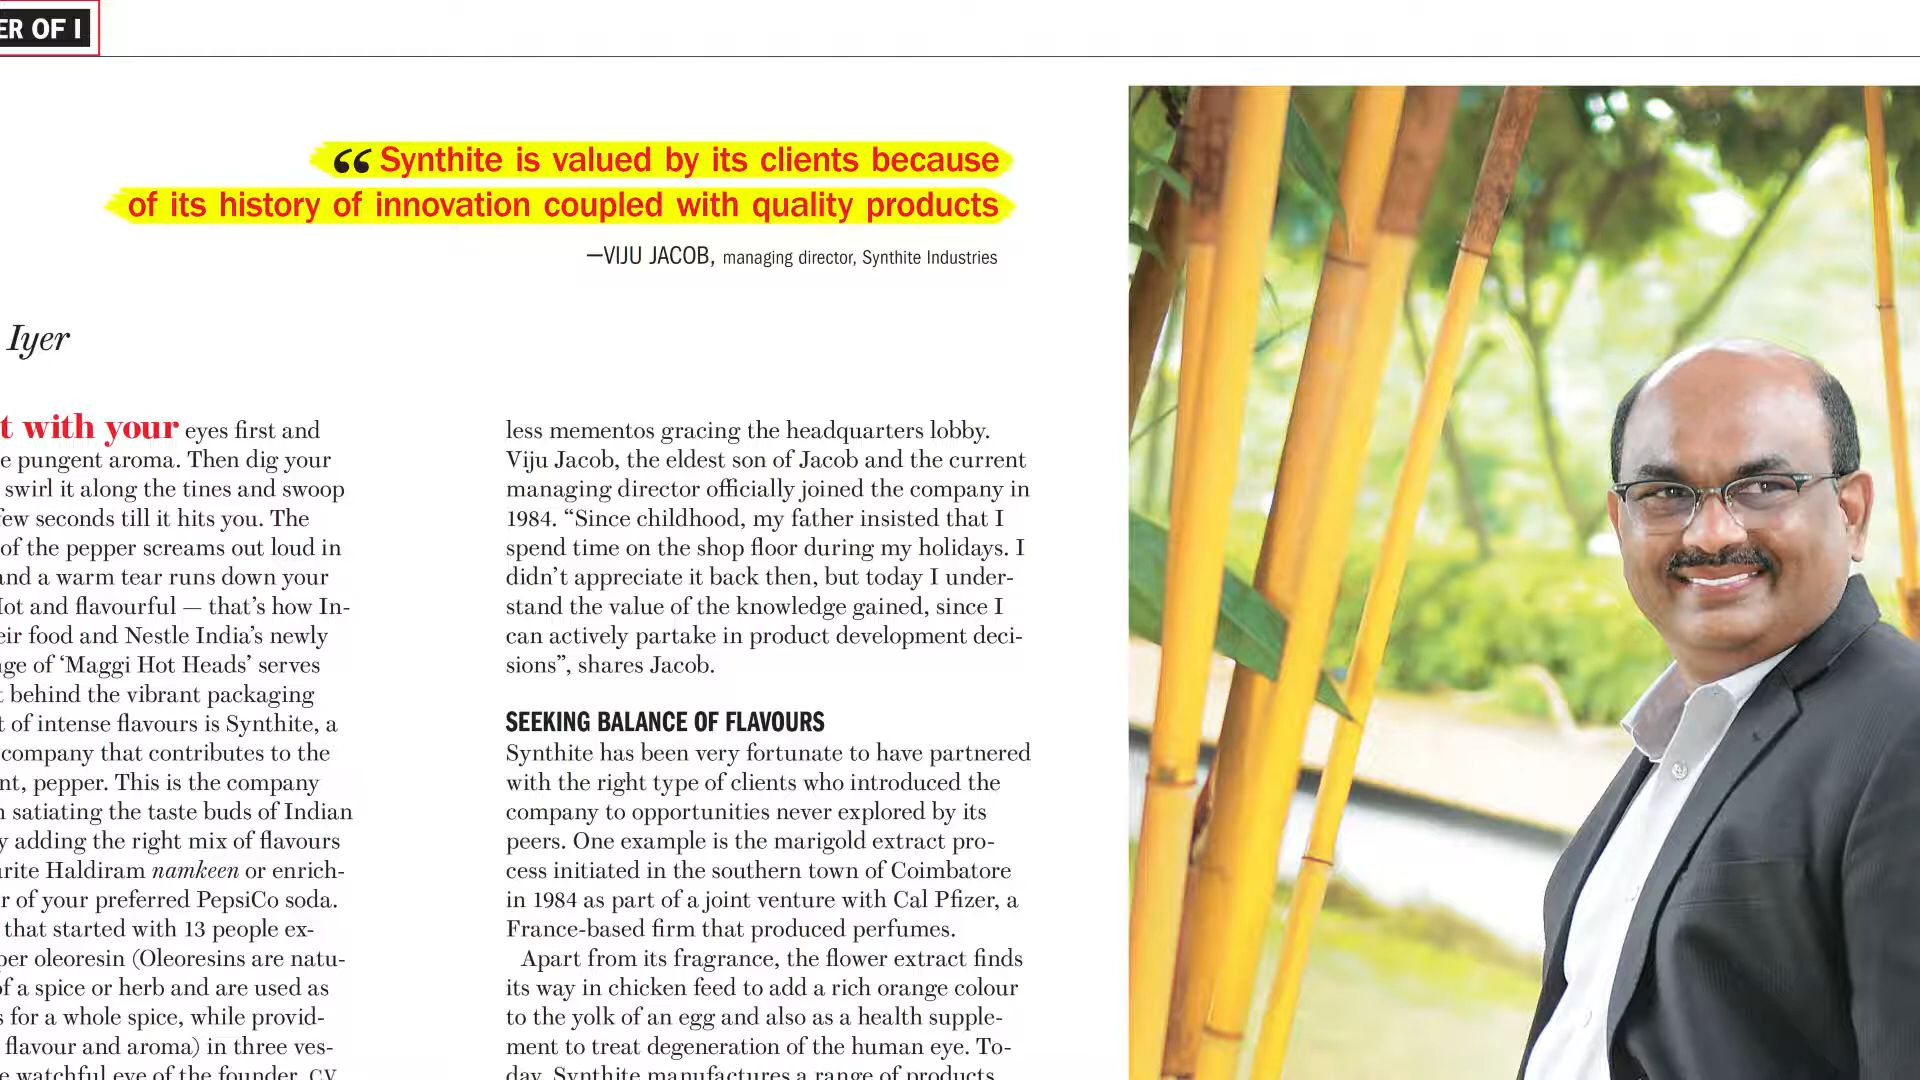 ER OF I
“ Synthite is valued by its clients because
of its history of innovation coupled with quality products
—VIJU JACOB, managing director, Synthite Industries
Iyer
with your eyes first and
pungent aroma. Then dig your
swirl it along the tines and swoop
few seconds till it hits you. The
of the pepper screams out loud in
and a warm tear runs down your
Hot and flavourful — that’s how In-
food and Nestle India’s newly
of ‘Maggi Hot Heads’ serves
behind the vibrant packaging
of intense flavours is Synthite, a
company that contributes to the
pepper. This is the company
satiating the taste buds of Indian
adding the right mix of flavours
Haldiram namkeen or enrich-
of your preferred PepsiCo soda.
that started with 13 people ex-
oleoresin (Oleoresins are natu-
of a spice or herb and are used as
for a whole spice, while provid-
flavour and aroma) in three ves-
watchful eye of the founder, CV
less mementos gracing the headquarters lobby.
Viju Jacob, the eldest son of Jacob and the current
managing director officially joined the company in
1984. “Since childhood, my father insisted that I
spend time on the shop floor during my holidays. I
didn’t appreciate it back then, but today I under-
stand the value of the knowledge gained, since I
can actively partake in product development deci-
sions”, shares Jacob.
SEEKING BALANCE OF FLAVOURS
Synthite has been very fortunate to have partnered
with the right type of clients who introduced the
company to opportunities never explored by its
peers. One example is the marigold extract pro-
cess initiated in the southern town of Coimbatore
in 1984 as part of a joint venture with Cal Pfizer, a
France-based firm that produced perfumes.
Apart from its fragrance, the flower extract finds
its way in chicken feed to add a rich orange colour
to the yolk of an egg and also as a health supple-
ment to treat degeneration of the human eye. To-
day, Synthite manufactures a range of products